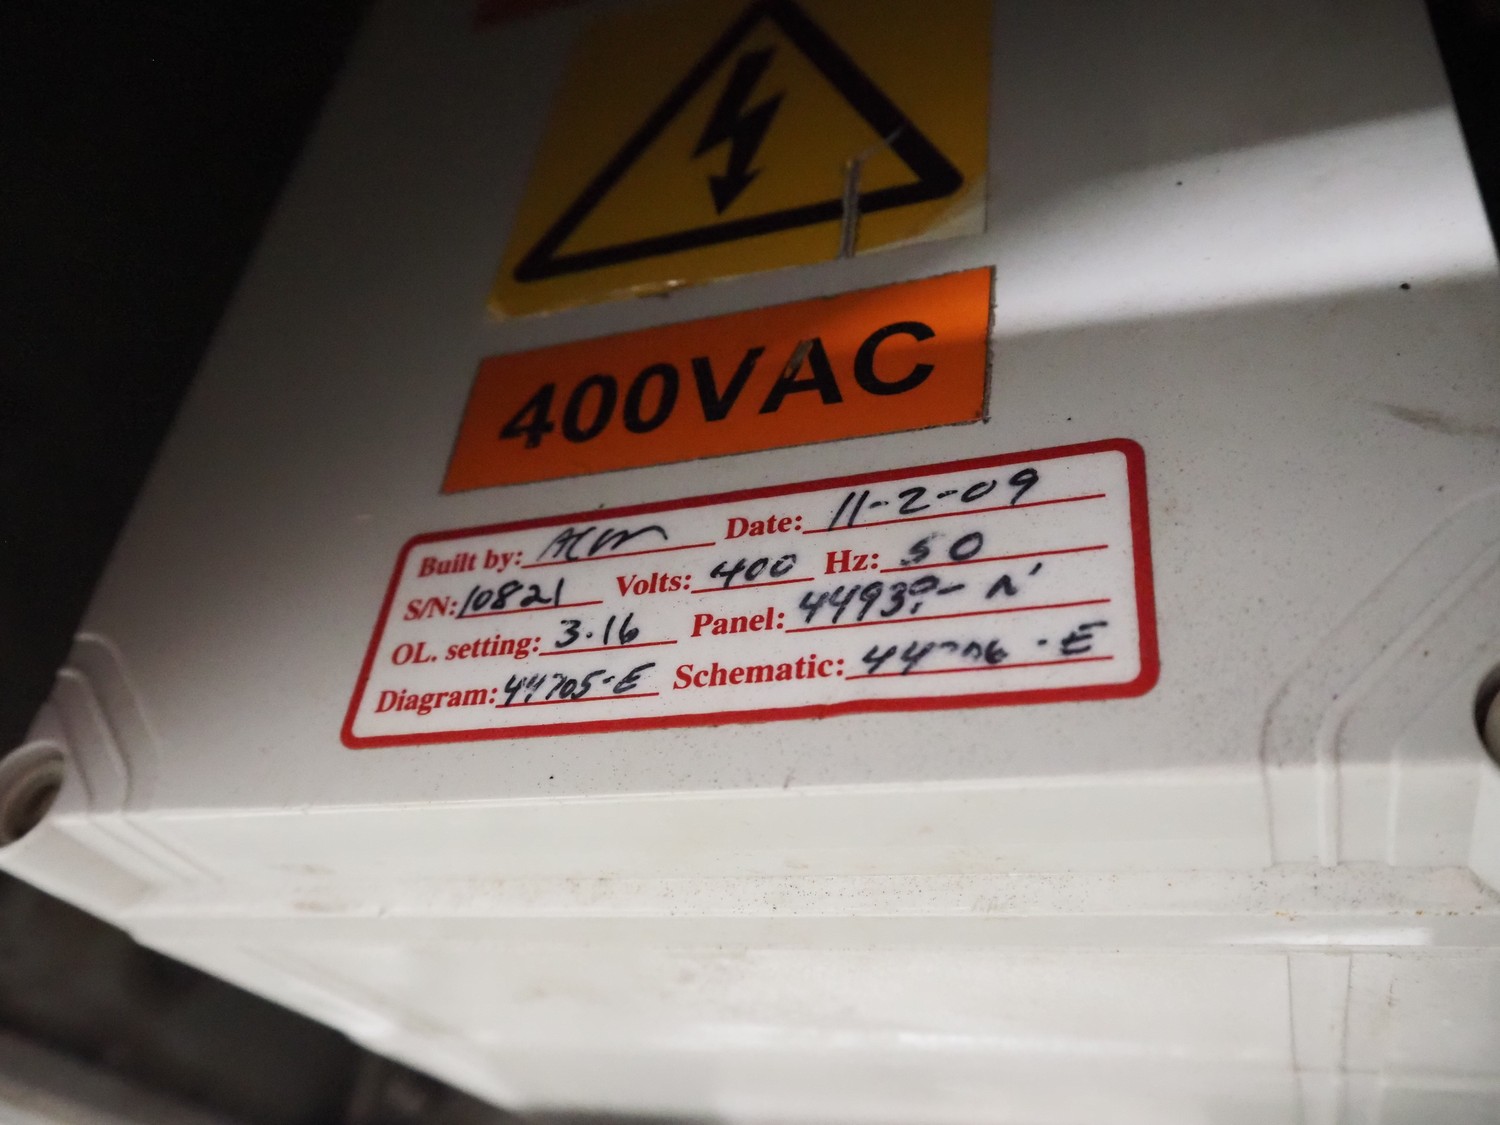 400VAC
Built by: Date: 11-2-09
S/N: 10821 Volts: 400 Hz: 50
OL. setting: 3.16 Panel:
Diagram: 44705-E Schematic: